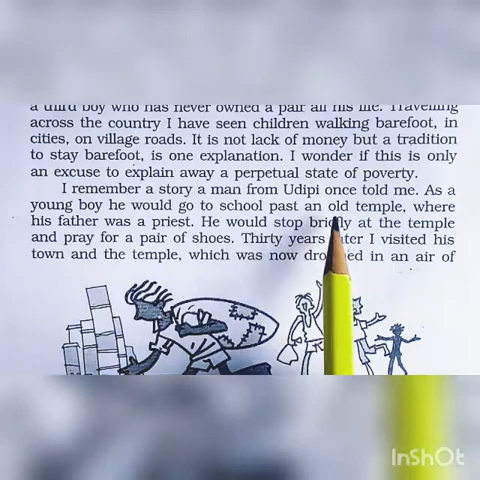 a third boy who has never owned a pair all his life. Travelling
across the country I have seen children walking barefoot, in
cities, on village roads. It is not lack of money but a tradition
to stay barefoot, is one explanation. I wonder if this is only
an excuse to explain away a perpetual state of poverty.
I remember a story a man from Udipi once told me. As a
young boy he would go to school past an old temple, where
his father was a priest. He would stop briefly at the temple
and pray for a pair of shoes. Thirty years later I visited his
town and the temple, which was now drowned in an air of
InShOt